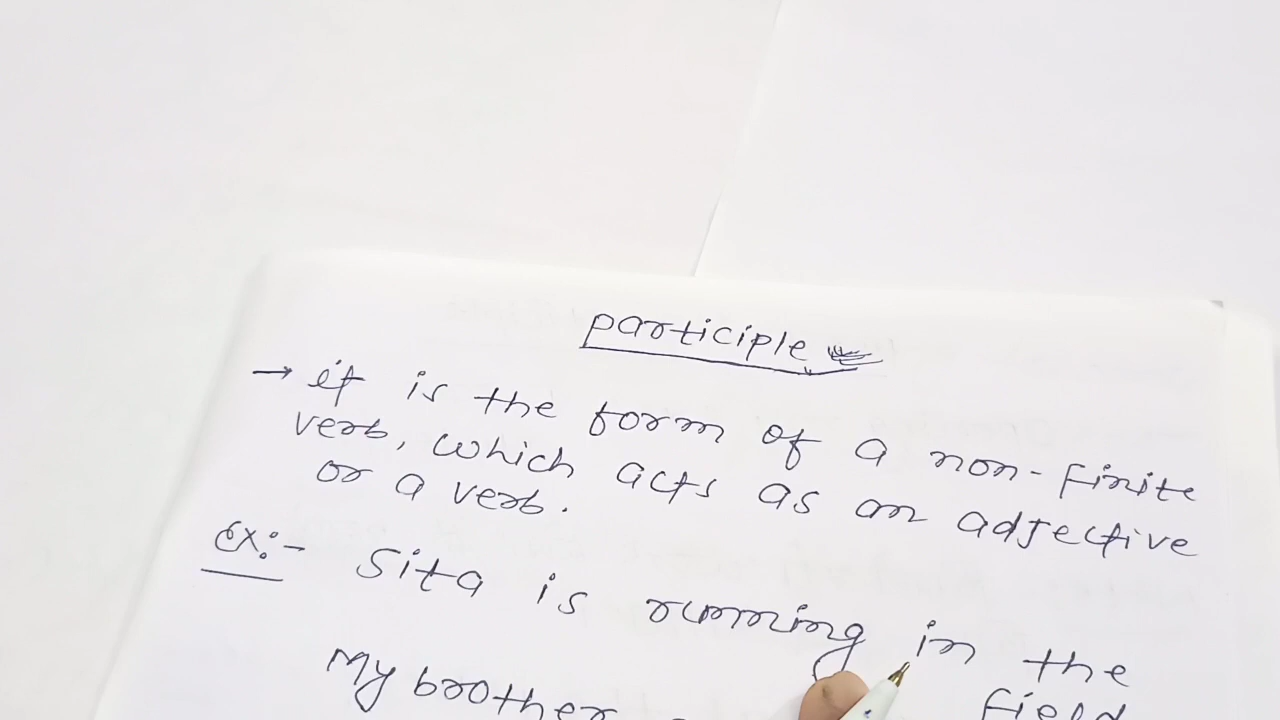 participle
→ it is the form of a non-finite
verb, which acts as an adjective
or a verb.
Ex:- Sita is running in the
field
My brother